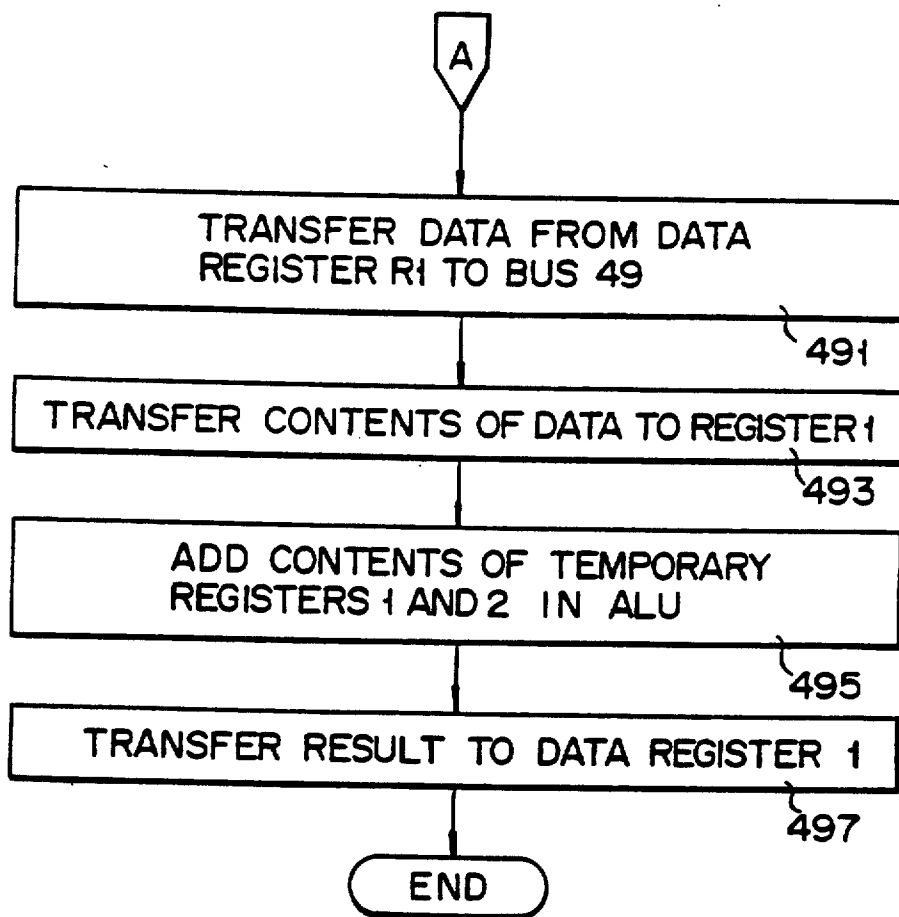 A
TRANSFER DATA FROM DATA
REGISTER R1 TO BUS 49
491
TRANSFER CONTENTS OF DATA TO REGISTER 1
493
ADD CONTENTS OF TEMPORARY
REGISTERS 1 AND 2 IN ALU
495
TRANSFER RESULT TO DATA REGISTER 1
497
END